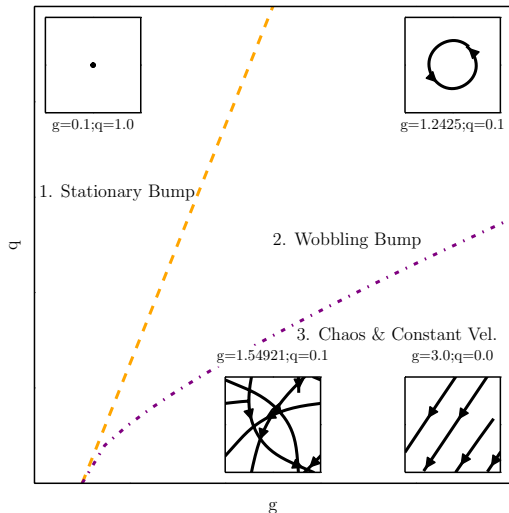 g=0.1;q=1.0
g=1.2425;q=0.1
1. Stationary Bump
2. Wobbling Bump
q
3. Chaos & Constant Vel.
g=1.54921;q=0.1
g=3.0;q=0.0
g